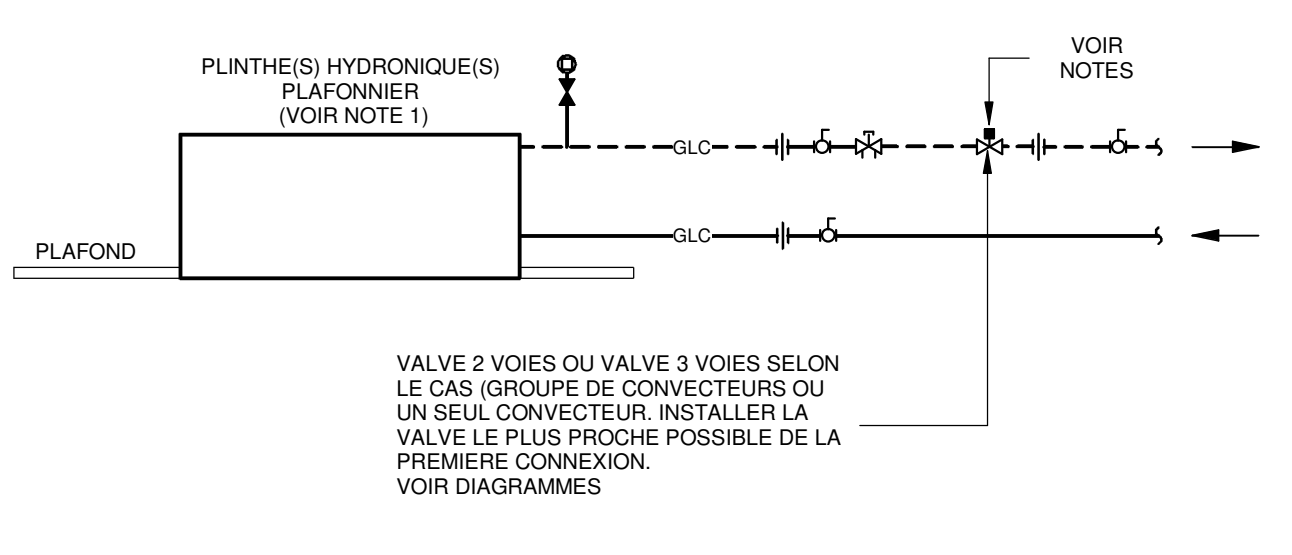 VOIR
NOTES
PLINTHE(S) HYDRONIQUE(S)
PLAFONNIER
(VOIR NOTE 1)
GLC
GLC
PLAFOND
VALVE 2 VOIES OU VALVE 3 VOIES SELON
LE CAS (GROUPE DE CONVECTEURS OU
UN SEUL CONVECTEUR. INSTALLER LA
VALVE LE PLUS PROCHE POSSIBLE DE LA
PREMIERE CONNEXION.
VOIR DIAGRAMMES